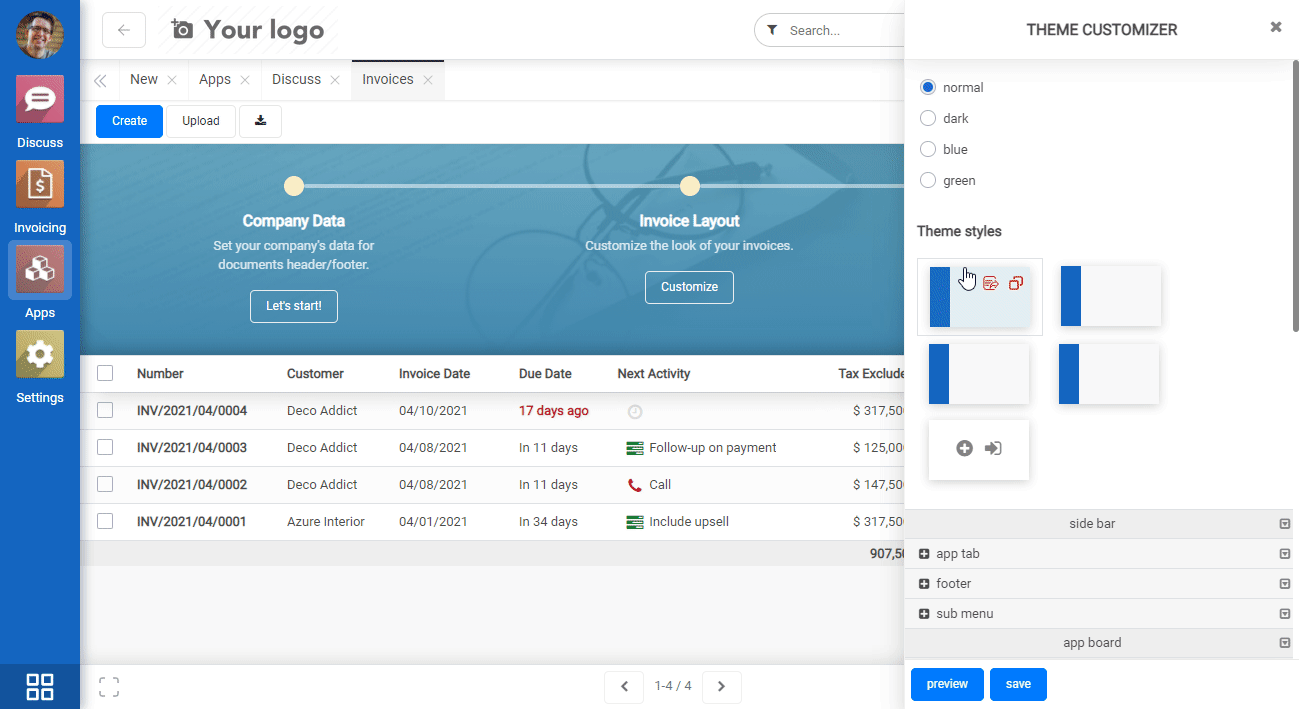 Your logo
Search...
THEME CUSTOMIZER
New
Apps
Discuss
Invoices
Create
Upload
Discuss
Invoicing
Apps
Settings
Company Data
Set your company's data for
documents header/footer.
Let's start!
Invoice Layout
Customize the look of your invoices.
Customize
Number Customer Invoice Date Due Date Next Activity Tax Exclude
INV/2021/04/0004 Deco Addict 04/10/2021 17 days ago $ 317,50
INV/2021/04/0003 Deco Addict 04/08/2021 In 11 days Follow-up on payment $ 125,00
INV/2021/04/0002 Deco Addict 04/08/2021 In 11 days Call $ 147,50
INV/2021/04/0001 Azure Interior 04/01/2021 In 34 days Include upsell $ 317,50
907,50
1-4 / 4
normal
dark
blue
green
Theme styles
side bar
app tab
footer
sub menu
app board
preview
save